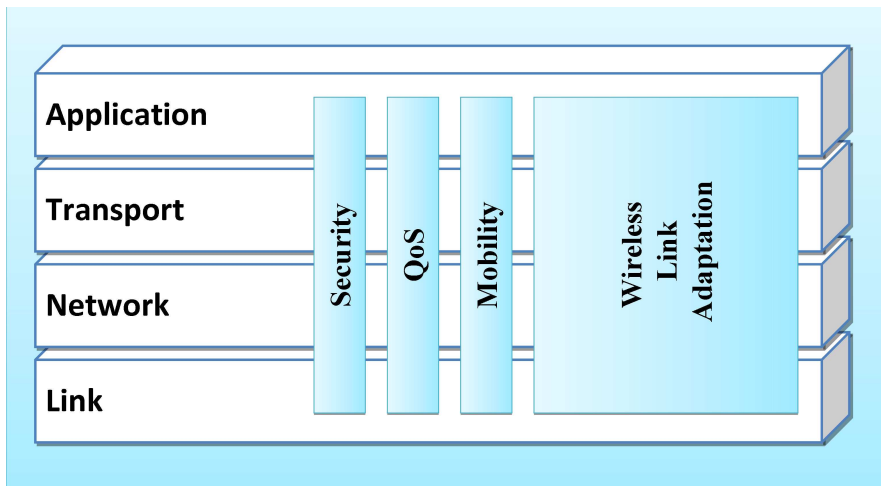 Application
Transport
Network
Link
Security
QoS
Mobility
Wireless
Link
Adaptation